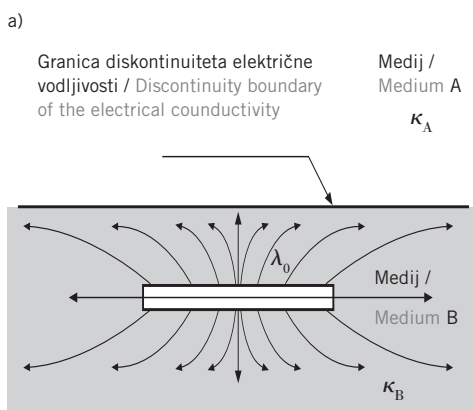 a)
Granica diskontinuiteta električne
vodljivosti / Discontinuity boundary
of the electrical counductivity
Medij /
Medium A
κA
λ0
Medij /
Medium B
κB